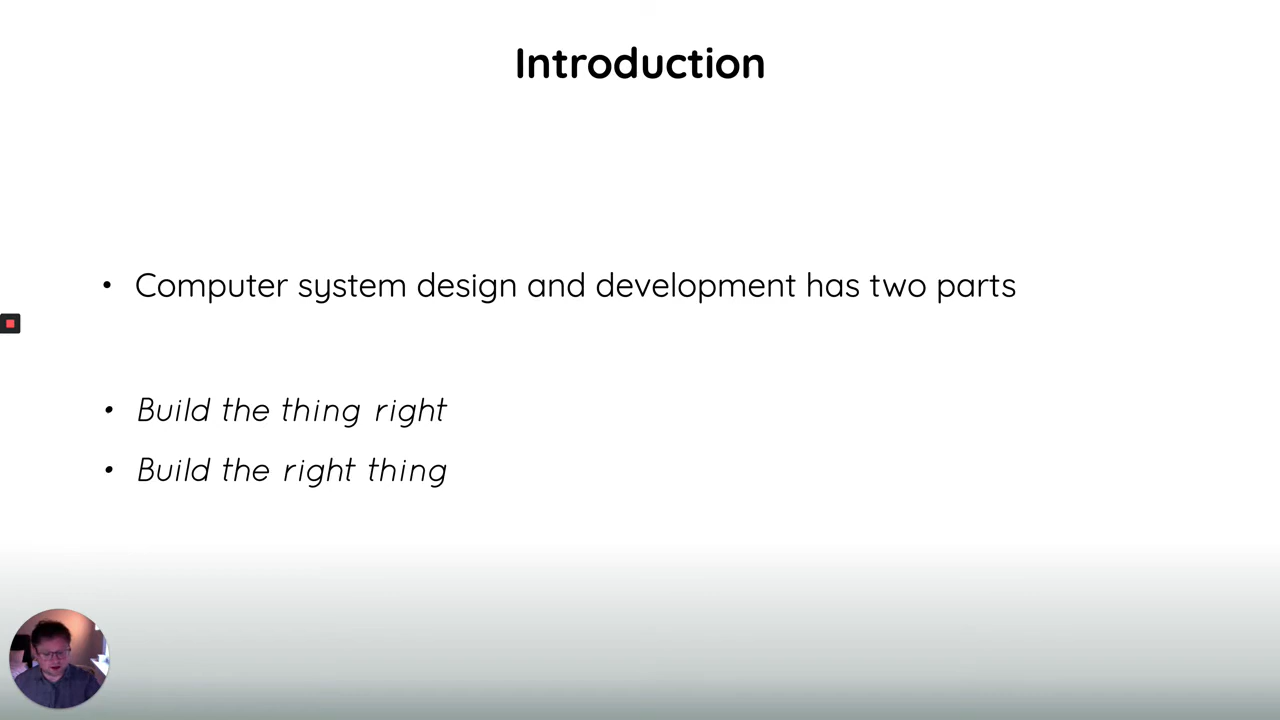 Introduction
• Computer system design and development has two parts
• Build the thing right
• Build the right thing